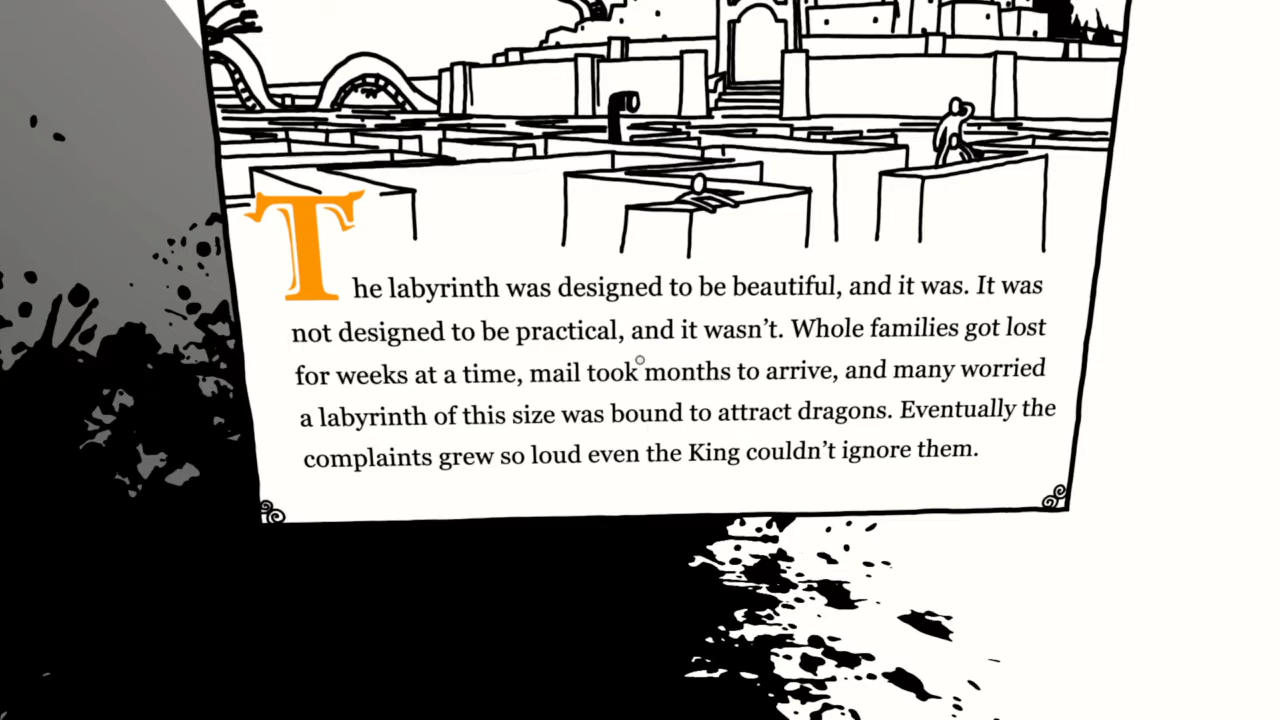 The labyrinth was designed to be beautiful, and it was. It was
not designed to be practical, and it wasn’t. Whole families got lost
for weeks at a time, mail took months to arrive, and many worried
a labyrinth of this size was bound to attract dragons. Eventually the
complaints grew so loud even the King couldn’t ignore them.